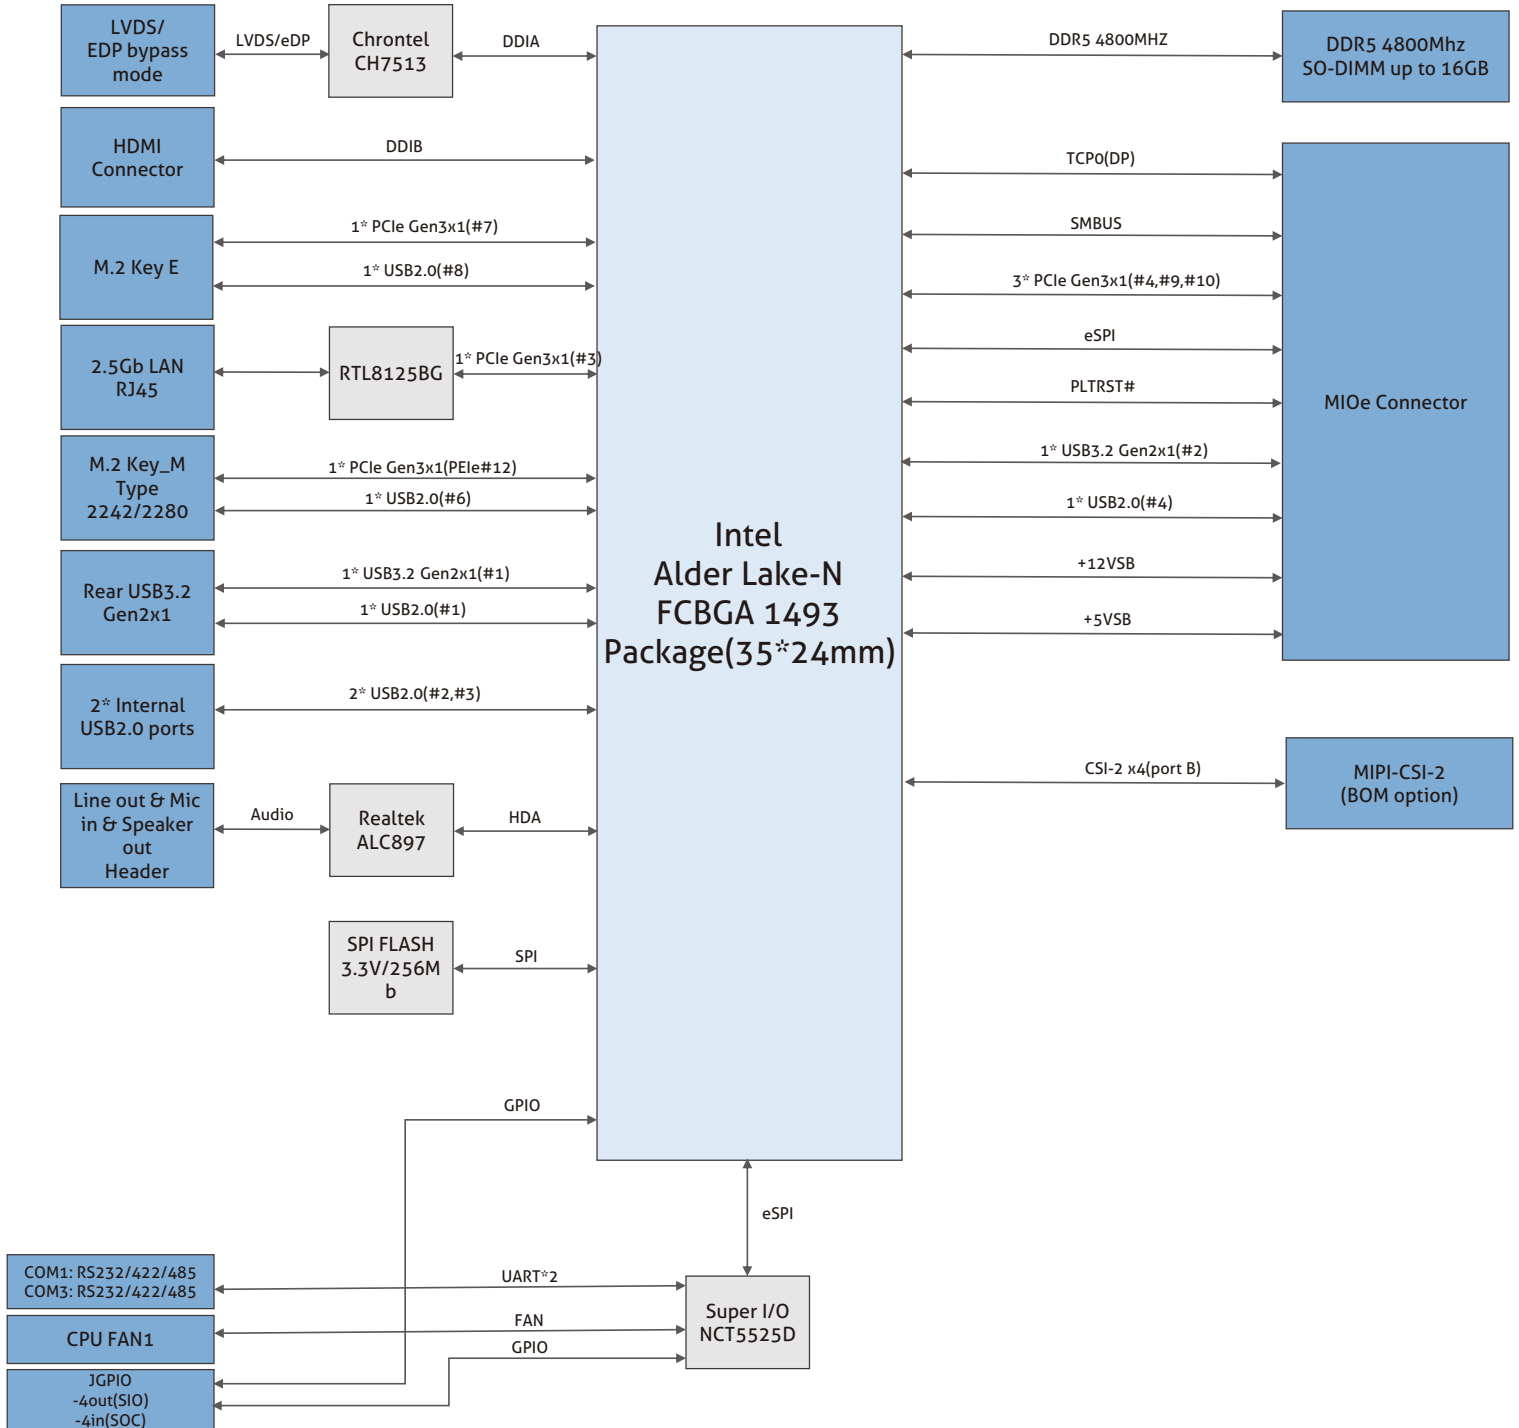 LVDS/
EDP bypass
mode
LVDS/eDP
Chrontel
CH7513
DDIA
DDR5 4800MHZ
DDR5 4800Mhz
SO-DIMM up to 16GB
HDMI
Connector
DDIB
M.2 Key E
1* PCIe Gen3x1(#7)
1* USB2.0(#8)
2.5Gb LAN
RJ45
RTL8125BG
1* PCIe Gen3x1(#3)
M.2 Key_M
Type
2242/2280
1* PCIe Gen3x1(PEIe#12)
1* USB2.0(#6)
Rear USB3.2
Gen2x1
1* USB3.2 Gen2x1(#1)
1* USB2.0(#1)
2* Internal
USB2.0 ports
2* USB2.0(#2,#3)
Line out & Mic
in & Speaker
out
Header
Audio
Realtek
ALC897
HDA
SPI FLASH
3.3V/256M
b
SPI
Intel
Alder Lake-N
FCBGA 1493
Package(35*24mm)
TCP0(DP)
SMBUS
3* PCIe Gen3x1(#4,#9,#10)
eSPI
PLTRST#
1* USB3.2 Gen2x1(#2)
1* USB2.0(#4)
+12VSB
+5VSB
MIOe Connector
CSI-2 x4(port B)
MIPI-CSI-2
(BOM option)
GPIO
eSPI
COM1: RS232/422/485
COM3: RS232/422/485
UART*2
CPU FAN1
FAN
GPIO
Super I/O
NCT5525D
JGPIO
-4out(SIO)
-4in(SOC)